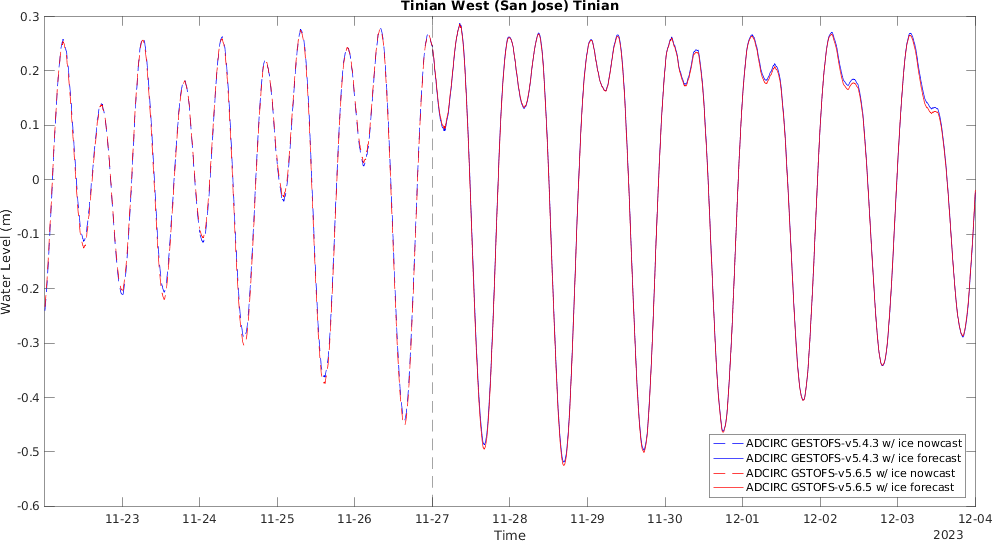 Tinian West (San Jose) Tinian
0.3
0.2
0.1
0
-0.1
-0.2
-0.3
-0.4
-0.5
-0.6
Water Level (m)
ADCIRC GESTOFS-v5.4.3 w/ ice nowcast
ADCIRC GESTOFS-v5.4.3 w/ ice forecast
ADCIRC GSTOFS-v5.6.5 w/ ice nowcast
ADCIRC GSTOFS-v5.6.5 w/ ice forecast
11-23 11-24 11-25 11-26 11-27 11-28 11-29 11-30 12-01 12-02 12-03 12-04
Time
2023